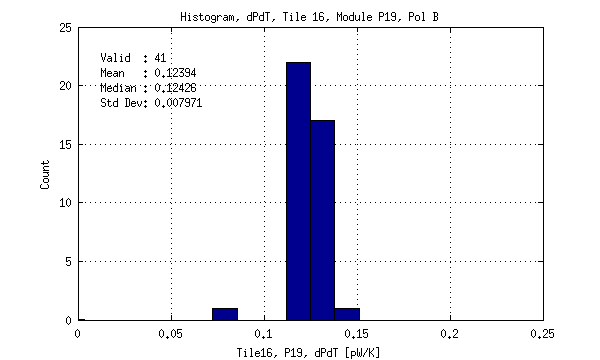 Histogram, dPdT, Tile 16, Module P19, Pol B
25
20
15
10
5
0
Valid : 41
Mean : 0.12394
Median : 0.12426
Std Dev: 0.007971
Count
0 0.05 0.1 0.15 0.2 0.25
Tile16, P19, dPdT [pW/K]